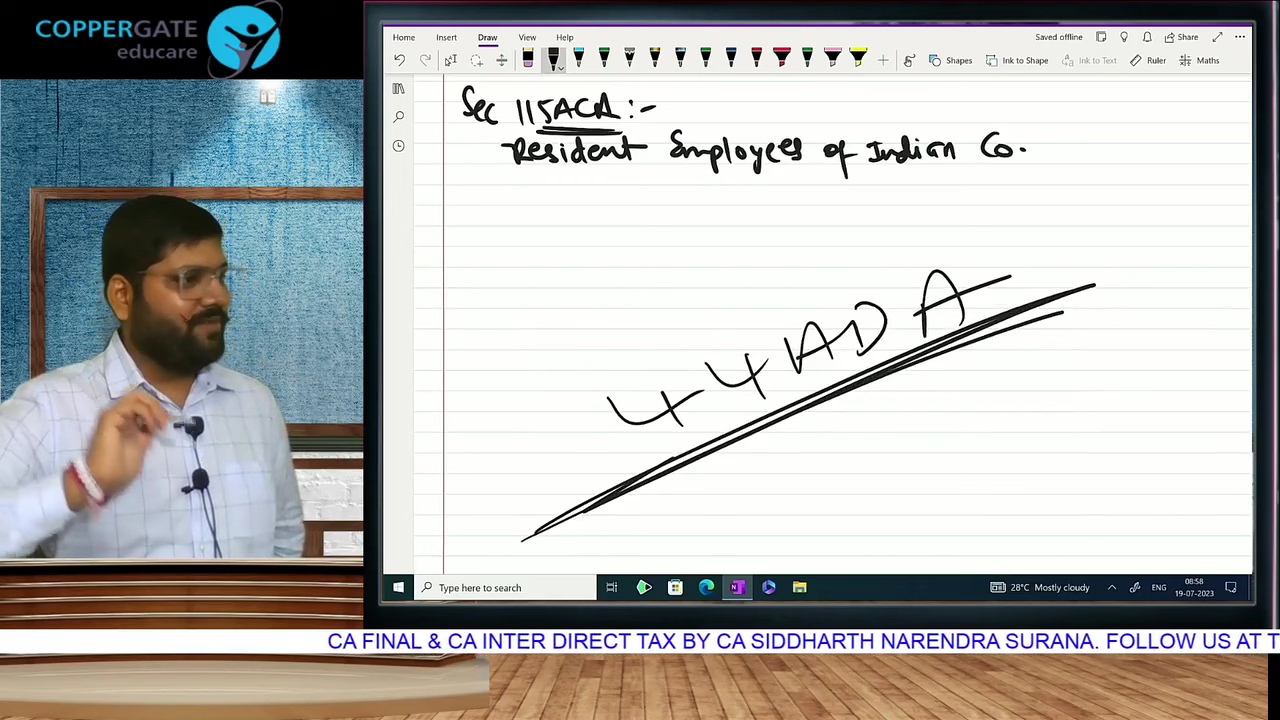 COPPERGATE
educare
Home Insert Draw View Help
Saved offline
Share
Shapes
Ink to Shape
Ink to Text
Ruler
Maths
Sec 115ACA:-
Resident Employees of Indian Co.
44ADA
Type here to search
28°C Mostly cloudy
ENG
08:58
19-07-2023
CA FINAL & CA INTER DIRECT TAX BY CA SIDDHARTH NARENDRA SURANA. FOLLOW US AT T